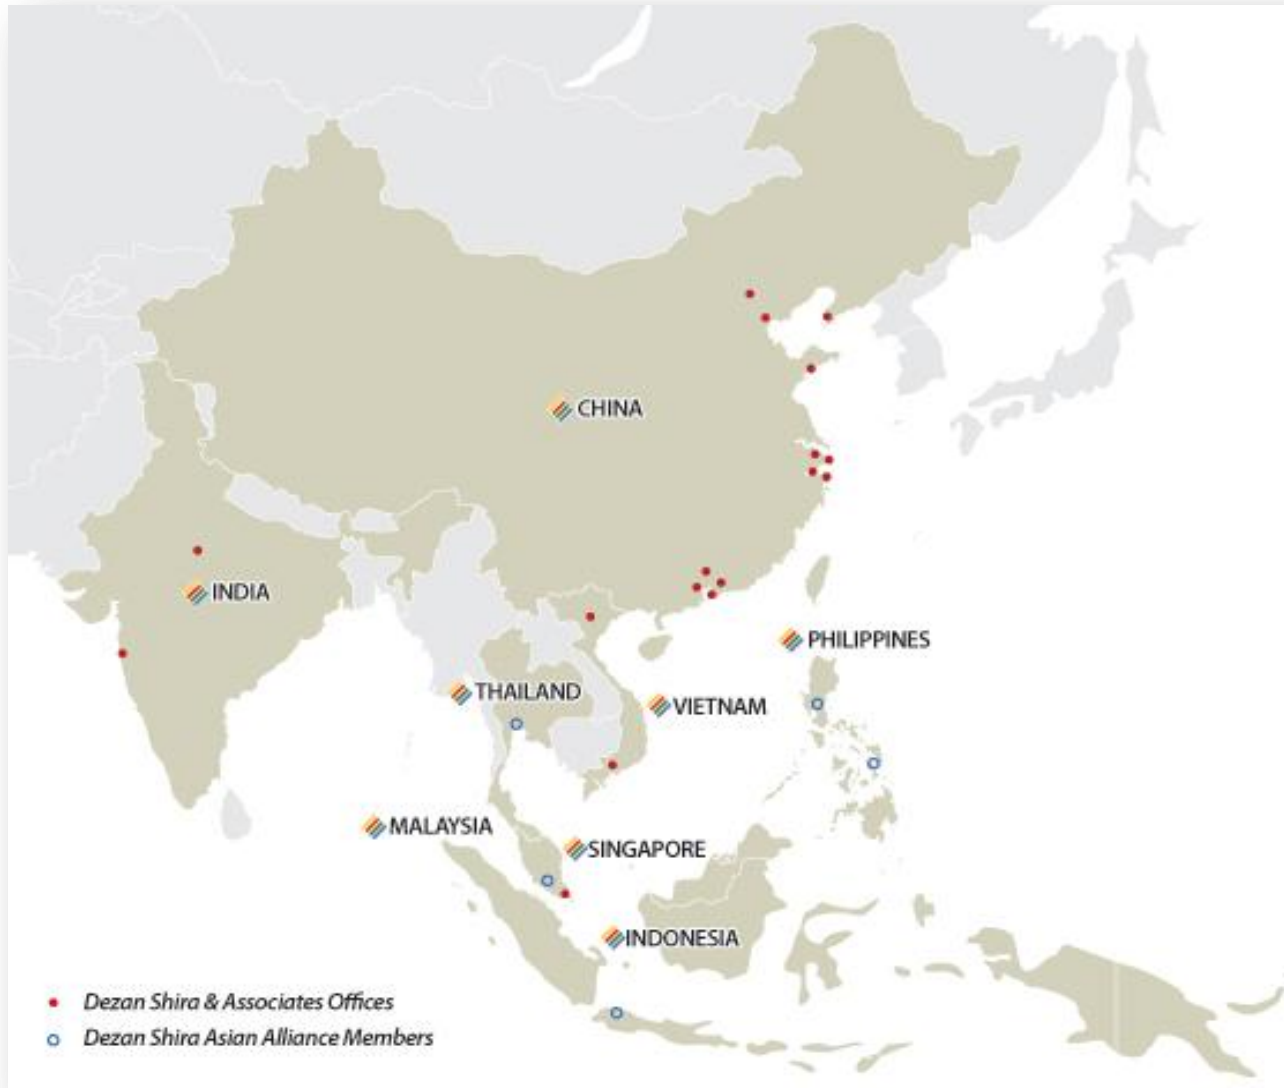 CHINA
INDIA
PHILIPPINES
THAILAND
VIETNAM
MALAYSIA
SINGAPORE
INDONESIA
Dezan Shira & Associates Offices
Dezan Shira Asian Alliance Members